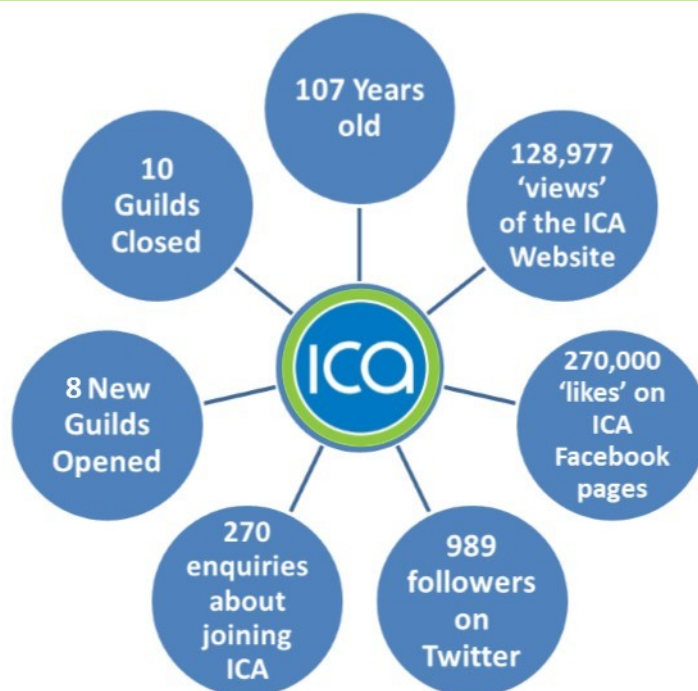 107 Years
old
128,977
‘views’
of the ICA
Website
270,000
‘likes’ on
ICA
Facebook
pages
989
followers
on
Twitter
270
enquiries
about
joining
ICA
8 New
Guilds
Opened
10
Guilds
Closed
ica